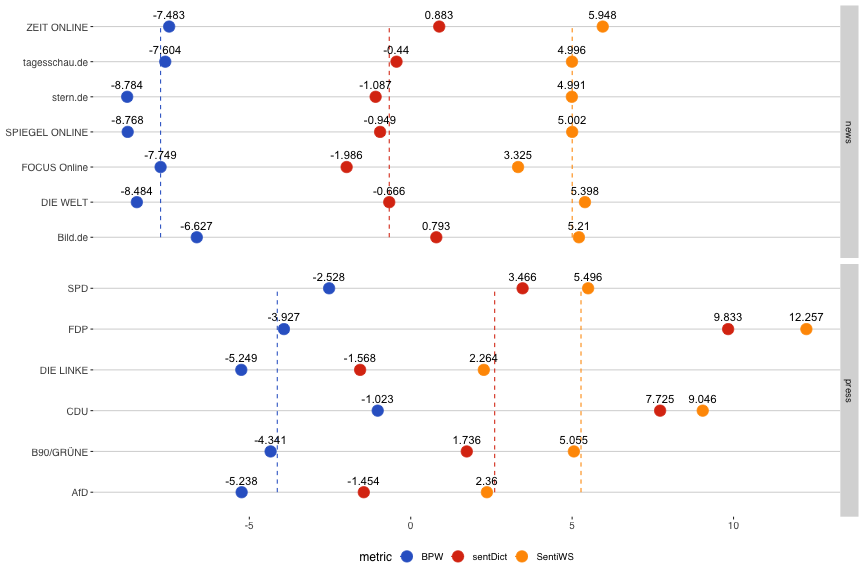 -7.483 0.883 5.948
ZEIT ONLINE
-7.604 -0.44 4.996
tagesschau.de
-8.784 -1.087 4.991
stern.de
-8.768 -0.949 5.002
SPIEGEL ONLINE
-7.749 -1.986 3.325
FOCUS Online
-8.484 -0.666 5.398
DIE WELT
-6.627 0.793 5.21
Bild.de
news
-2.528 3.466 5.496
SPD
-3.927 9.833 12.257
FDP
-5.249 -1.568 2.264
DIE LINKE
-1.023 7.725 9.046
CDU
-4.341 1.736 5.055
B90/GRÜNE
-5.238 -1.454 2.36
AfD
press
-5 0 5 10
metric BPW sentDict SentiWS